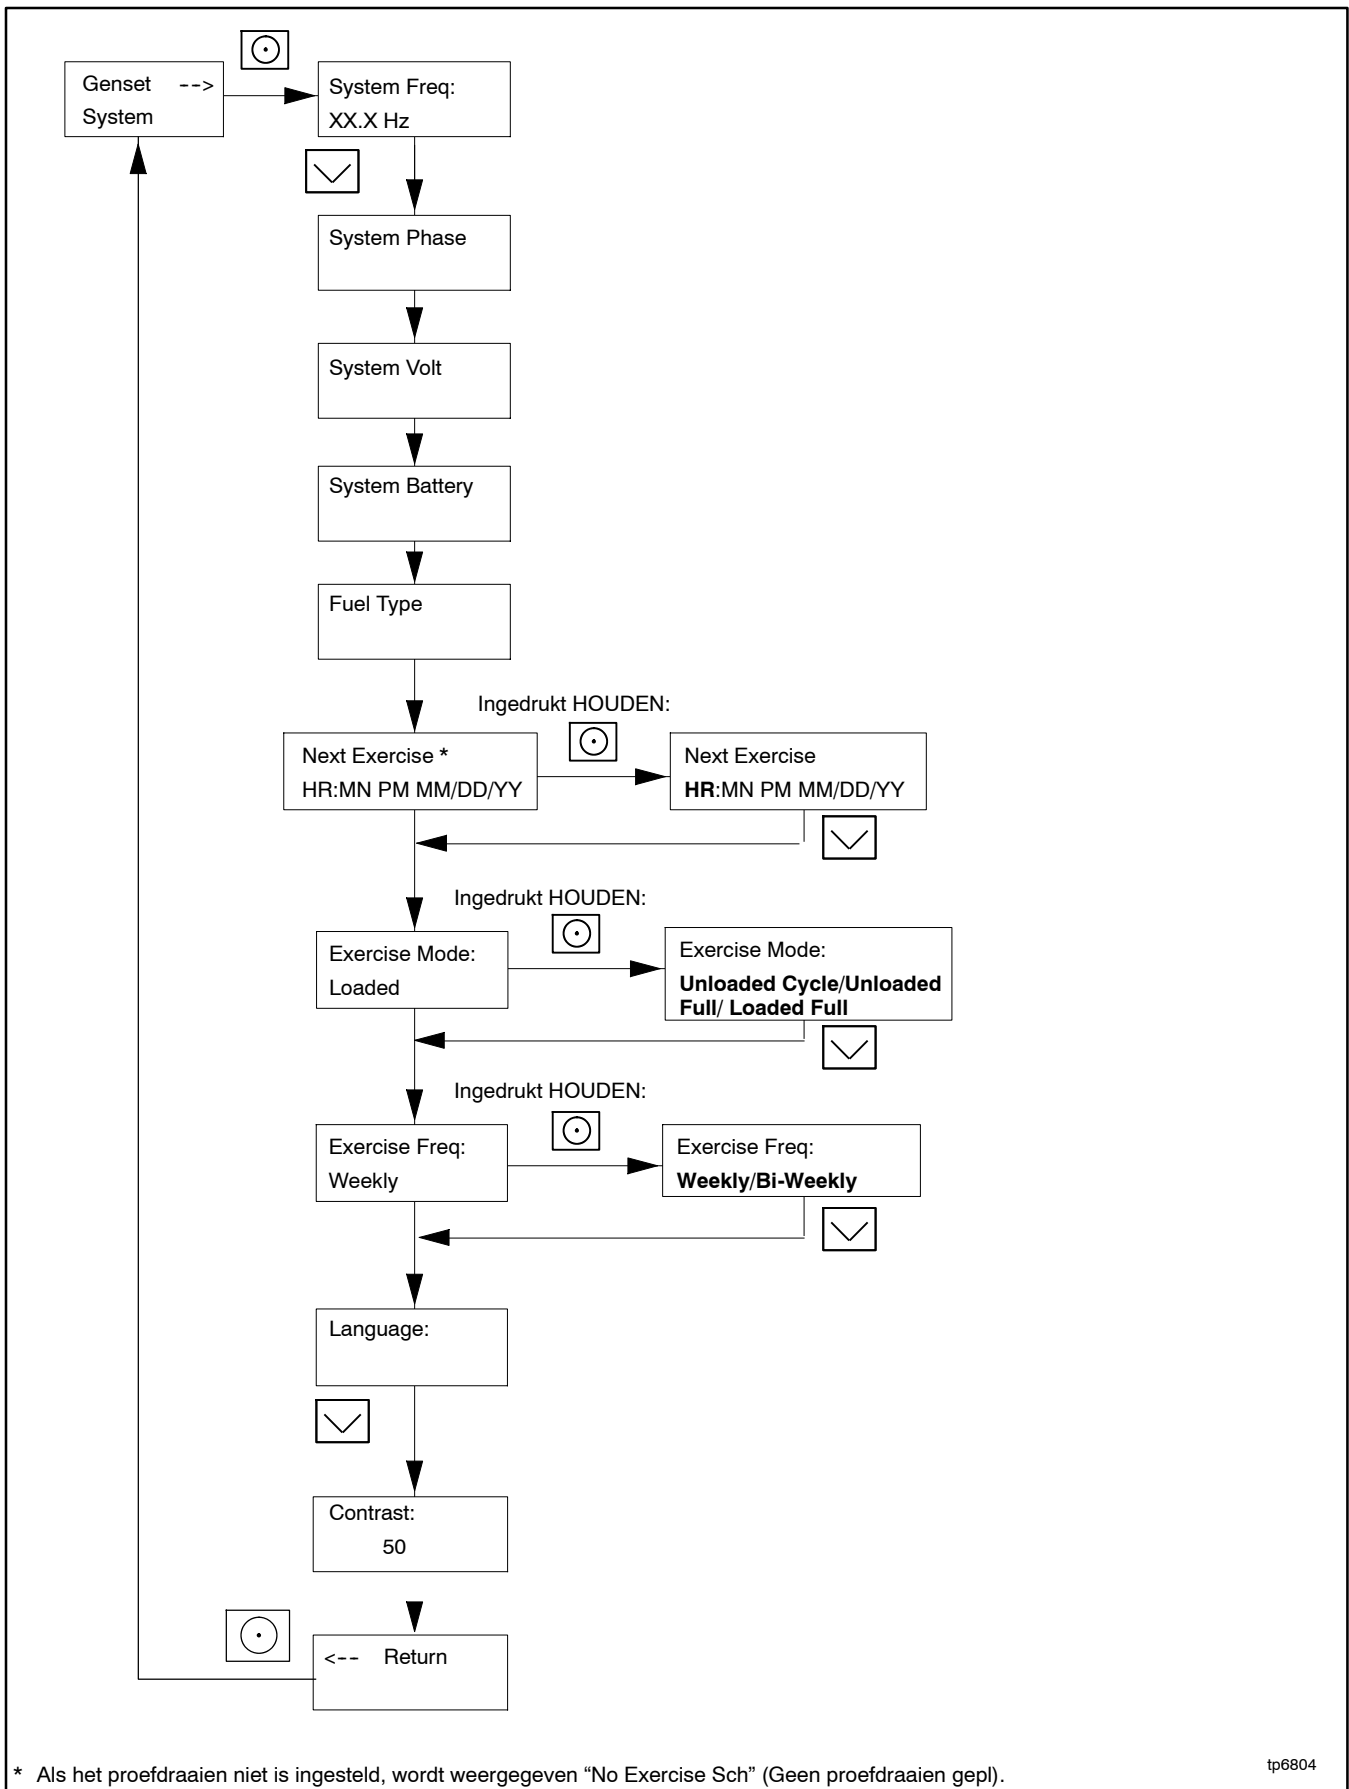 Genset -->
System
System Freq:
XX.X Hz
System Phase
System Volt
System Battery
Fuel Type
Ingedrukt HOUDEN:
Next Exercise *
HR:MN PM MM/DD/YY
Next Exercise
HR:MN PM MM/DD/YY
Ingedrukt HOUDEN:
Exercise Mode:
Loaded
Exercise Mode:
Unloaded Cycle/Unloaded
Full/ Loaded Full
Ingedrukt HOUDEN:
Exercise Freq:
Weekly
Exercise Freq:
Weekly/Bi-Weekly
Language:
Contrast:
50
<-- Return
* Als het proefdraaien niet is ingesteld, wordt weergegeven “No Exercise Sch” (Geen proefdraaien gepl).
tp6804